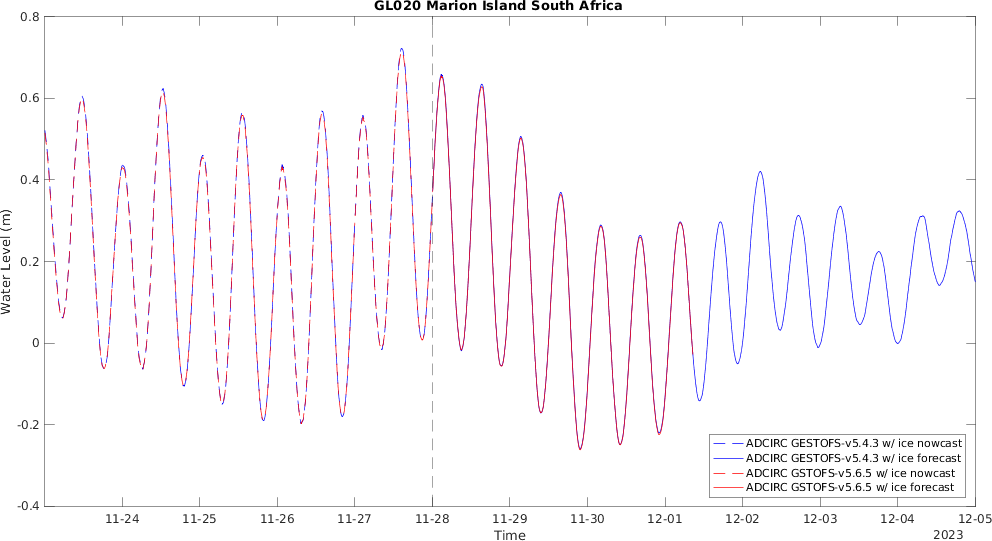 GL020 Marion Island South Africa
Water Level (m)
0.8
0.6
0.4
0.2
0
-0.2
-0.4
11-24 11-25 11-26 11-27 11-28 11-29 11-30 12-01 12-02 12-03 12-04 12-05
Time
2023
ADCIRC GESTOFS-v5.4.3 w/ ice nowcast
ADCIRC GESTOFS-v5.4.3 w/ ice forecast
ADCIRC GSTOFS-v5.6.5 w/ ice nowcast
ADCIRC GSTOFS-v5.6.5 w/ ice forecast